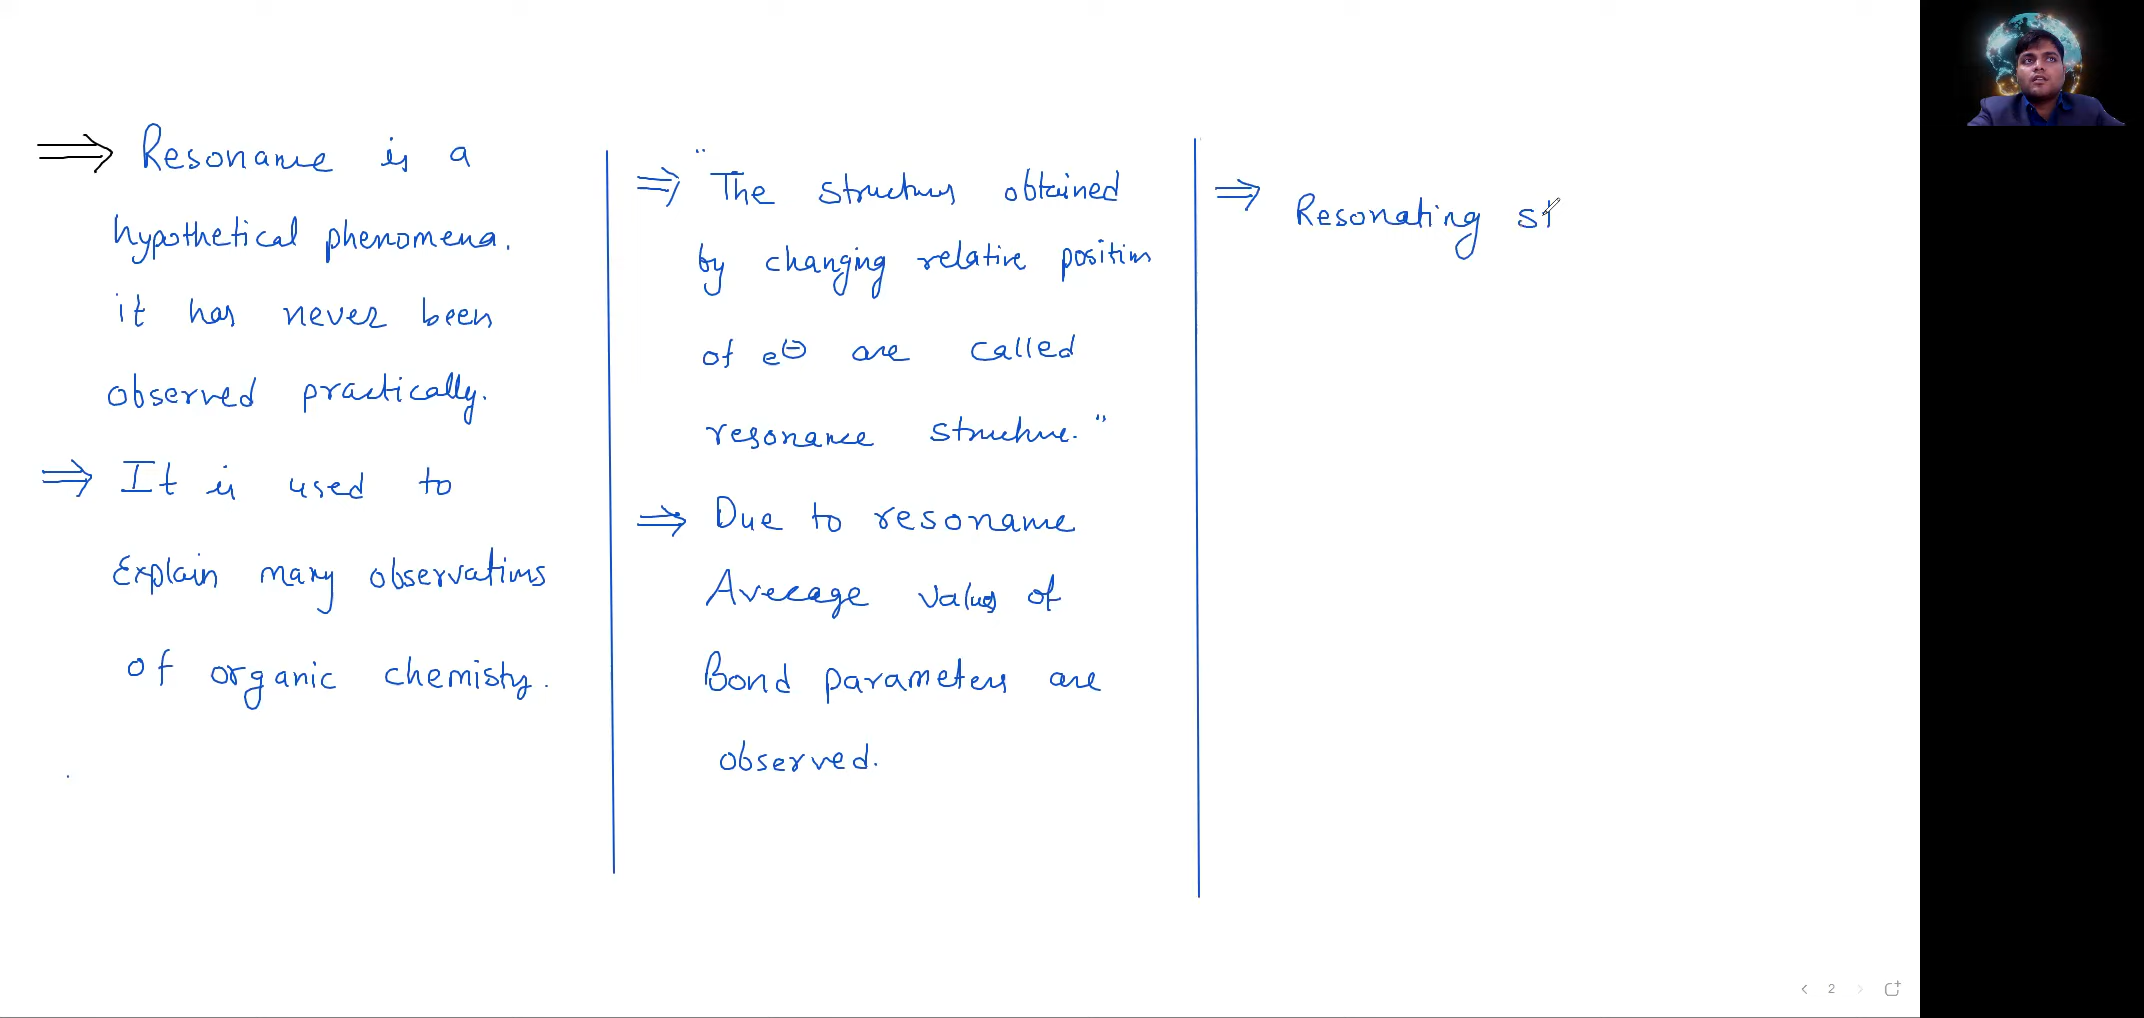 ⇒ Resonance is a
hypothetical phenomena.
it has never been
observed practically.
⇒ It is used to
Explain many observations
of organic chemisty.
⇒ "The structures obtained
by changing relative position
of e⊖ are called
resonance structure."
⇒ Due to resonance
Average values of
Bond parameters are
observed.
⇒ Resonating st
2